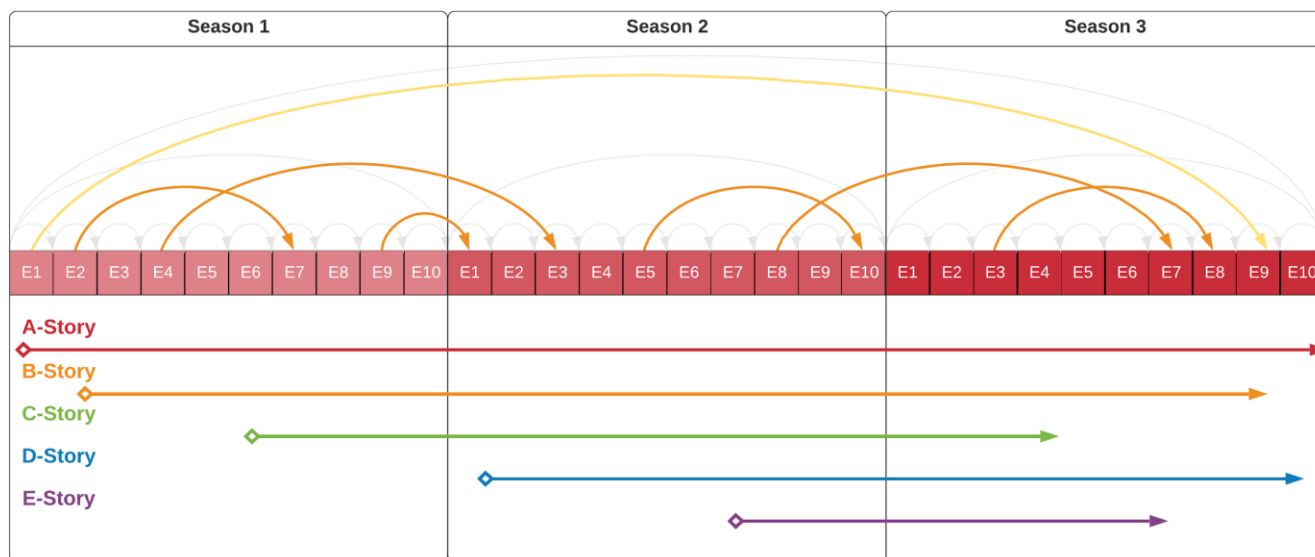 Season 1 Season 2 Season 3
E1 E2 E3 E4 E5 E6 E7 E8 E9 E10 E1 E2 E3 E4 E5 E6 E7 E8 E9 E10 E1 E2 E3 E4 E5 E6 E7 E8 E9 E10
A-Story
B-Story
C-Story
D-Story
E-Story